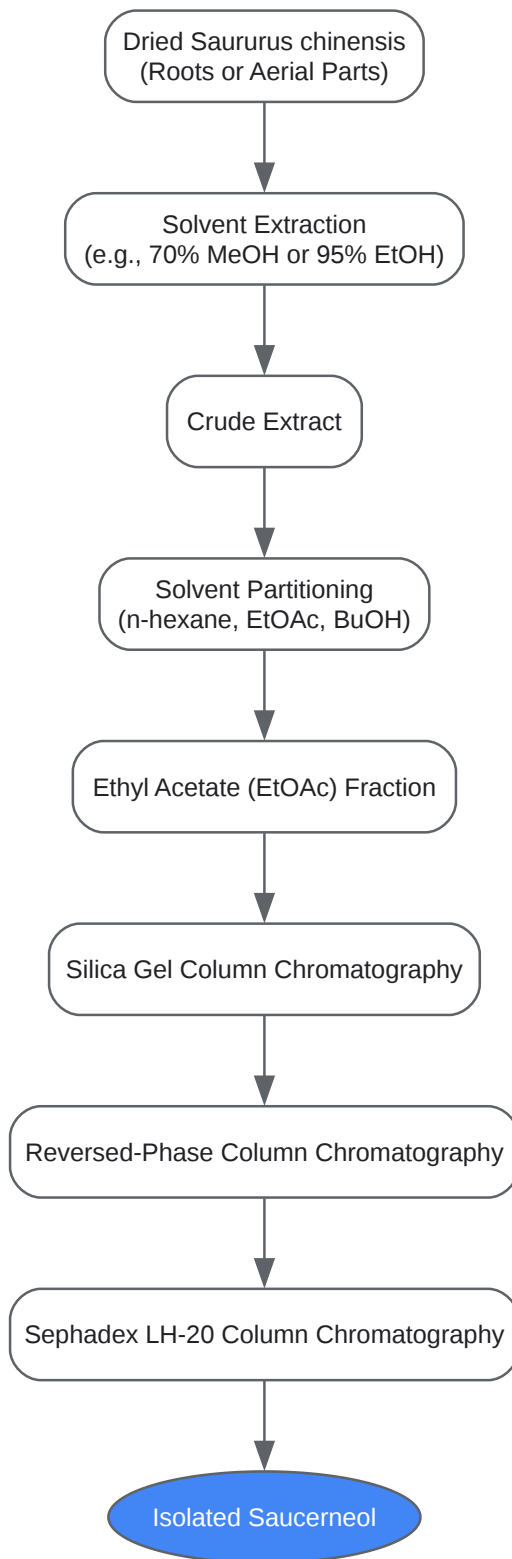 Dried Saururus chinensis
(Roots or Aerial Parts)
Solvent Extraction
(e.g., 70% MeOH or 95% EtOH)
Crude Extract
Solvent Partitioning
(n-hexane, EtOAc, BuOH)
Ethyl Acetate (EtOAc) Fraction
Silica Gel Column Chromatography
Reversed-Phase Column Chromatography
Sephadex LH-20 Column Chromatography
Isolated Saucerneol